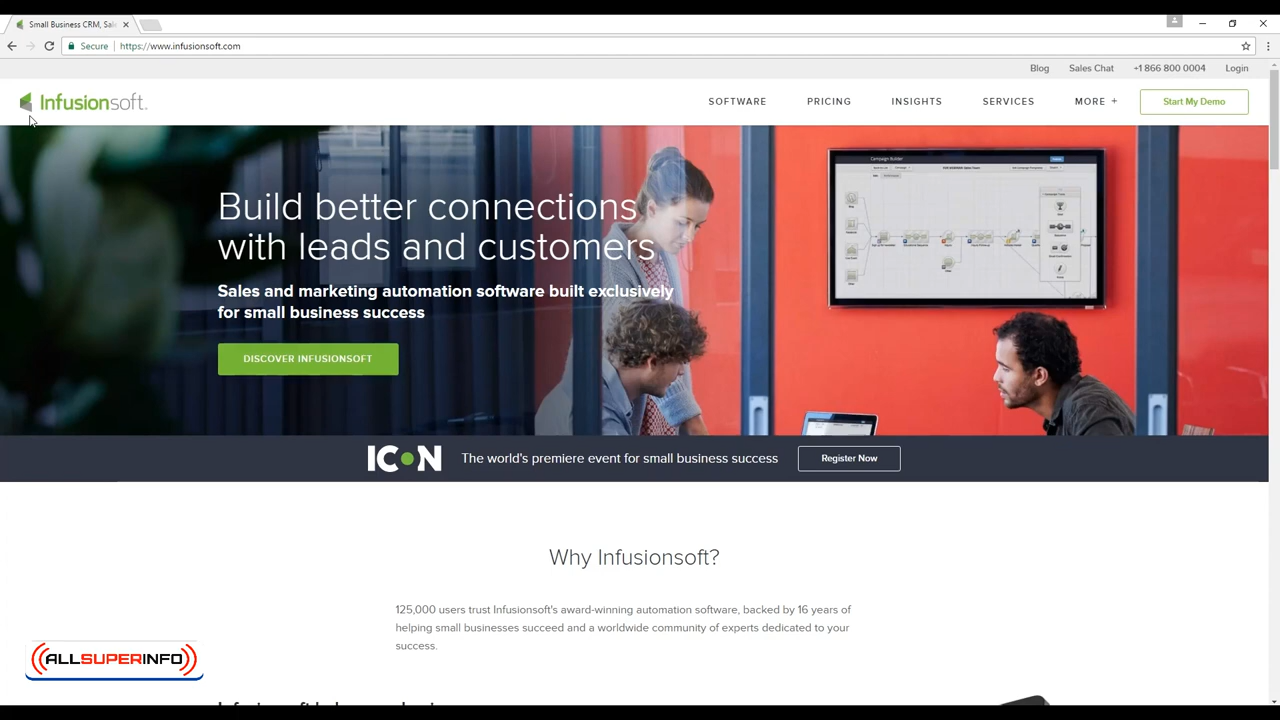 Small Business CRM, Sal
Secure
https://www.infusionsoft.com
Blog
Sales Chat
+1 866 800 0004
Login
Infusionsoft.
SOFTWARE
PRICING
INSIGHTS
SERVICES
MORE +
Start My Demo
Campaign Builder
Build better connections
with leads and customers
Sales and marketing automation software built exclusively
for small business success
DISCOVER INFUSIONSOFT
ICON
The world's premiere event for small business success
Register Now
Why Infusionsoft?
125,000 users trust Infusionsoft's award-winning automation software, backed by 16 years of
helping small businesses succeed and a worldwide community of experts dedicated to your
success.
ALLSUPERINFO